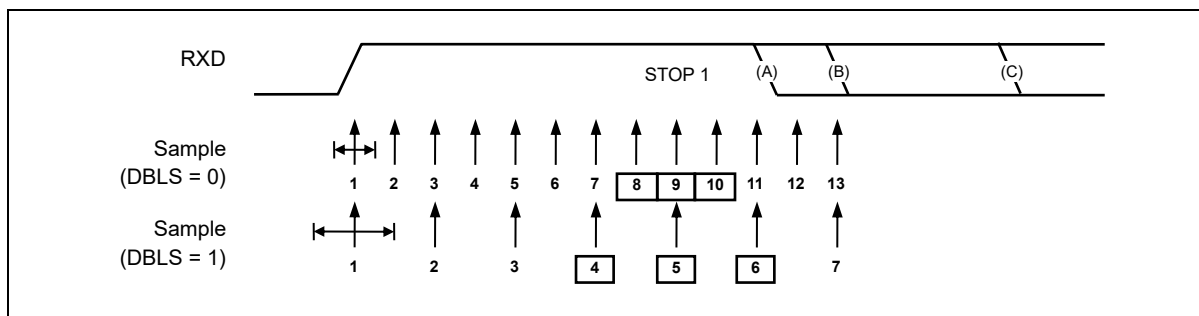 RXD
STOP 1
(A)
(B)
(C)
Sample
(DBLS = 0)
1 2 3 4 5 6 7 8 9 10 11 12 13
Sample
(DBLS = 1)
1 2 3 4 5 6 7